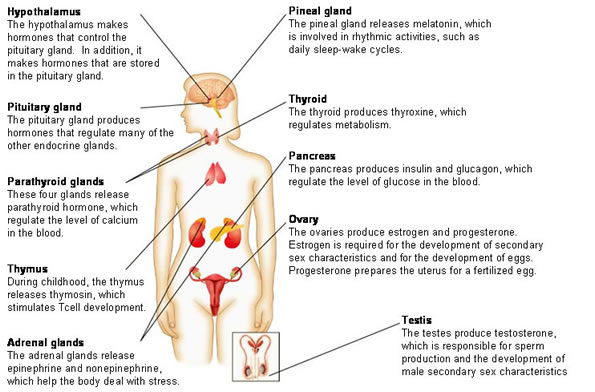 Hypothalamus
The hypothalamus makes
hormones that control the
pituitary gland.  In addition, it
makes hormones that are stored
in the pituitary gland.
Pituitary gland
The pituitary gland produces
hormones that regulate many of the
other endocrine glands.
Parathyroid glands
These four glands release
parathyroid hormone, which
regulate the level of calcium
in the blood.
Thymus
During childhood, the thymus
releases thymosin, which
stimulates Tcell development.
Adrenal glands
The adrenal glands release
epinephrine and nonepinephrine,
which help the body deal with stress.
Pineal gland
The pineal gland releases melatonin, which
is involved in rhythmic activities, such as
daily sleep-wake cycles.
Thyroid
The thyroid produces thyroxine, which
regulates metabolism.
Pancreas
The pancreas produces insulin and glucagon, which
regulate the level of glucose in the blood.
Ovary
The ovaries produce estrogen and progesterone.
Estrogen is required for the development of secondary
sex characteristics and for the development of eggs.
Progesterone prepares the uterus for a fertilized egg.
Testis
The testes produce testosterone,
which is responsible for sperm
production and the development of
male secondary sex characteristics